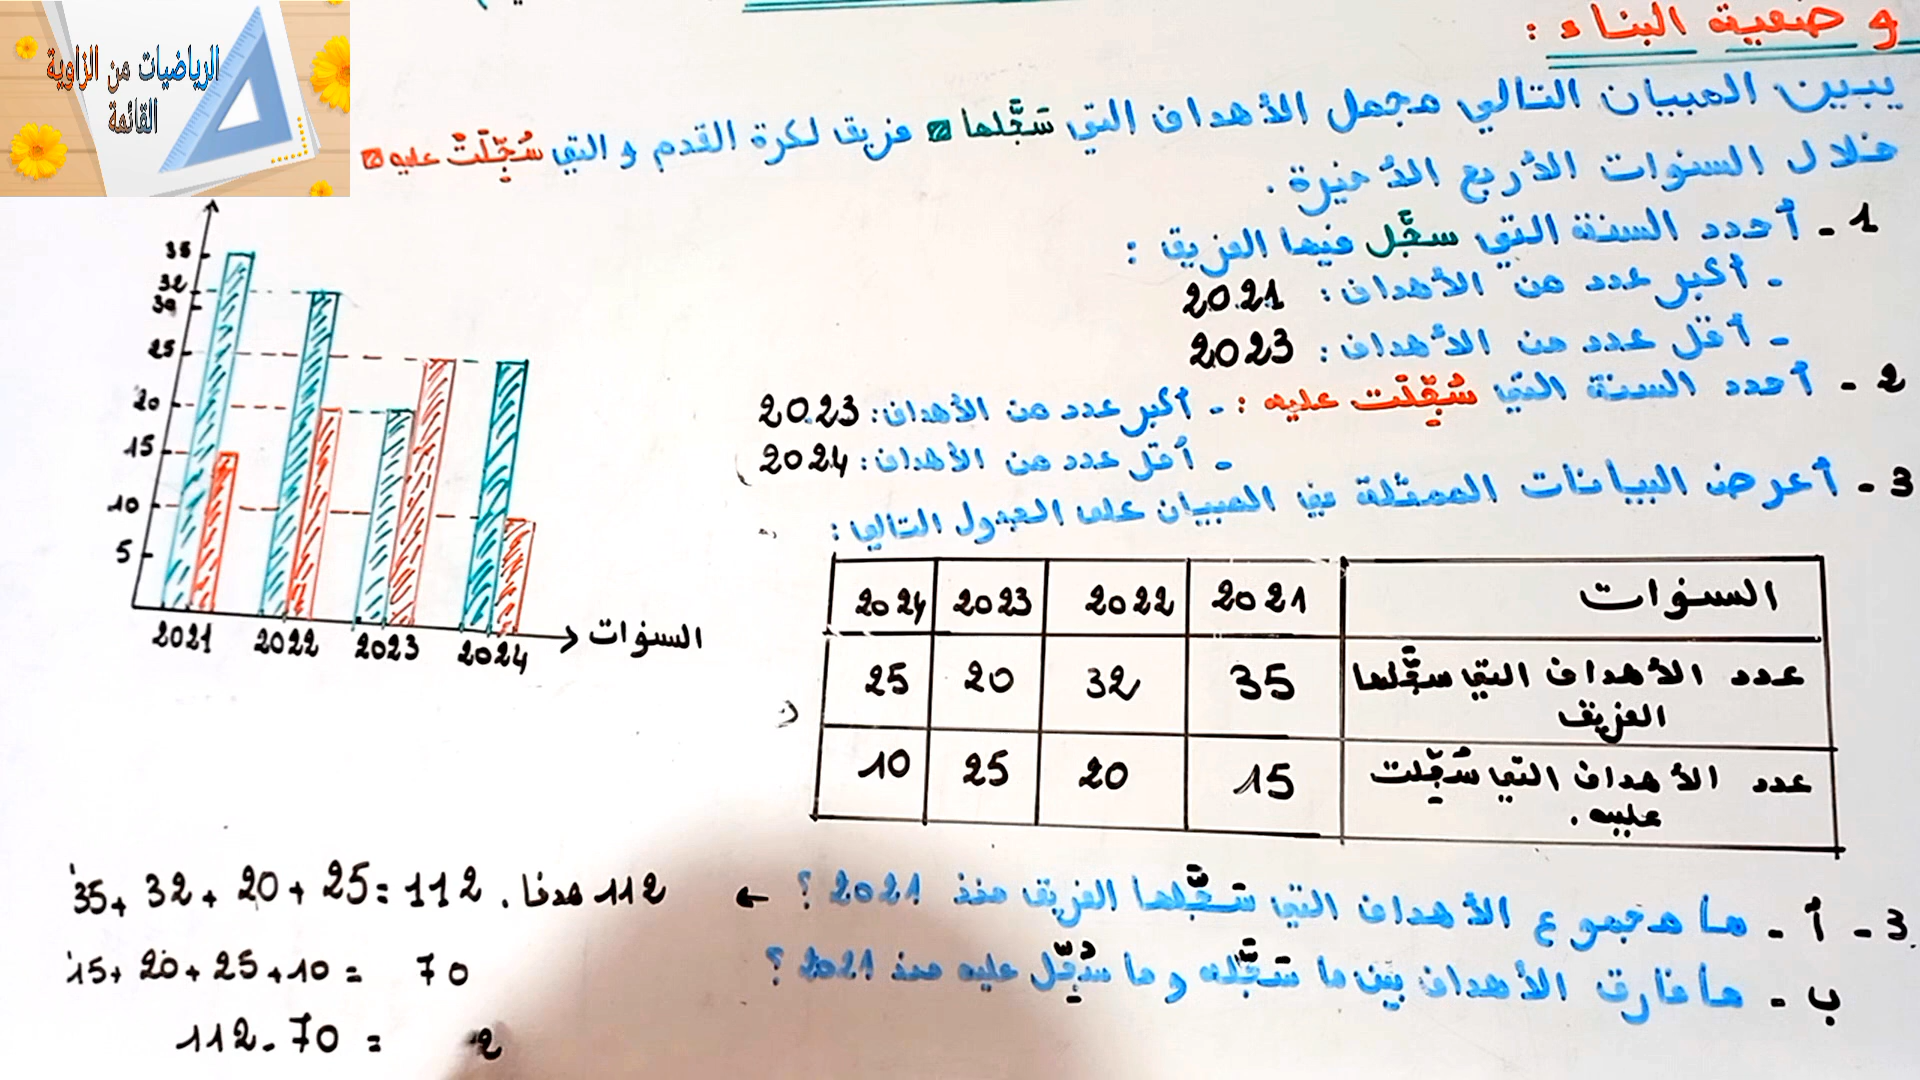 الرياضيات من الزاوية
القائمة
وضعية البناء :
يبين المبيان التالي مجمل الأهداف التي سَجَّلها فريق لكرة القدم و التي سُجِّلَتْ عليه
خلال السنوات الأربع الأخيرة .
1 - أحدد السنة التي سجَّل فيها الفريق :
- أكبر عدد من الأهداف : 2021
- أقل عدد من الأهداف : 2023
2 - أحدد السنة التي سُجِّلَت عليه : - أكبر عدد من الأهداف : 2023
- أقل عدد من الأهداف : 2024
3 - أعرض البيانات الممثلة في المبيان على الجدول التالي :
35
32
30
25
20
15
10
5
2021 2022 2023 2024 السنوات
السنوات 2021 2022 2023 2024
عدد الأهداف التي سجَّلها الفريق 35 32 20 25
عدد الأهداف التي سُجِّلت عليه . 15 20 25 10
3 - أ - ما مجموع الأهداف التي سَجَّلها الفريق منذ 2021 ؟ ←
35 + 32 + 20 + 25 = 112 . 112 هدفا
ب - ما فارق الأهداف بين ما سَجَّله و ما سُجِّل عليه منذ 2021 ؟
15 + 20 + 25 + 10 = 70
112 - 70 = 2